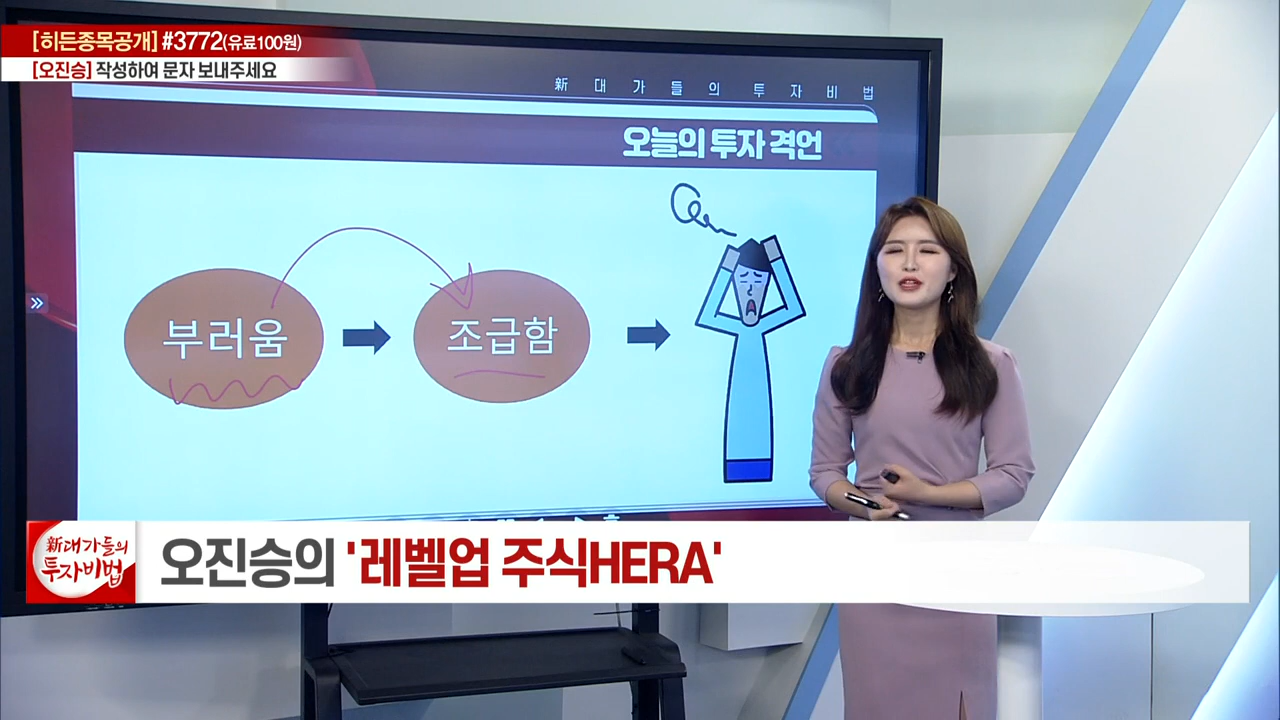 [히든종목공개] #3772(유료100원)
[오진승] 작성하여 문자 보내주세요
新 대가들의 투자비법
오늘의 투자 격언
부러움
조급함
新대가들의
투자비법
오진승의 '레벨업 주식HERA'